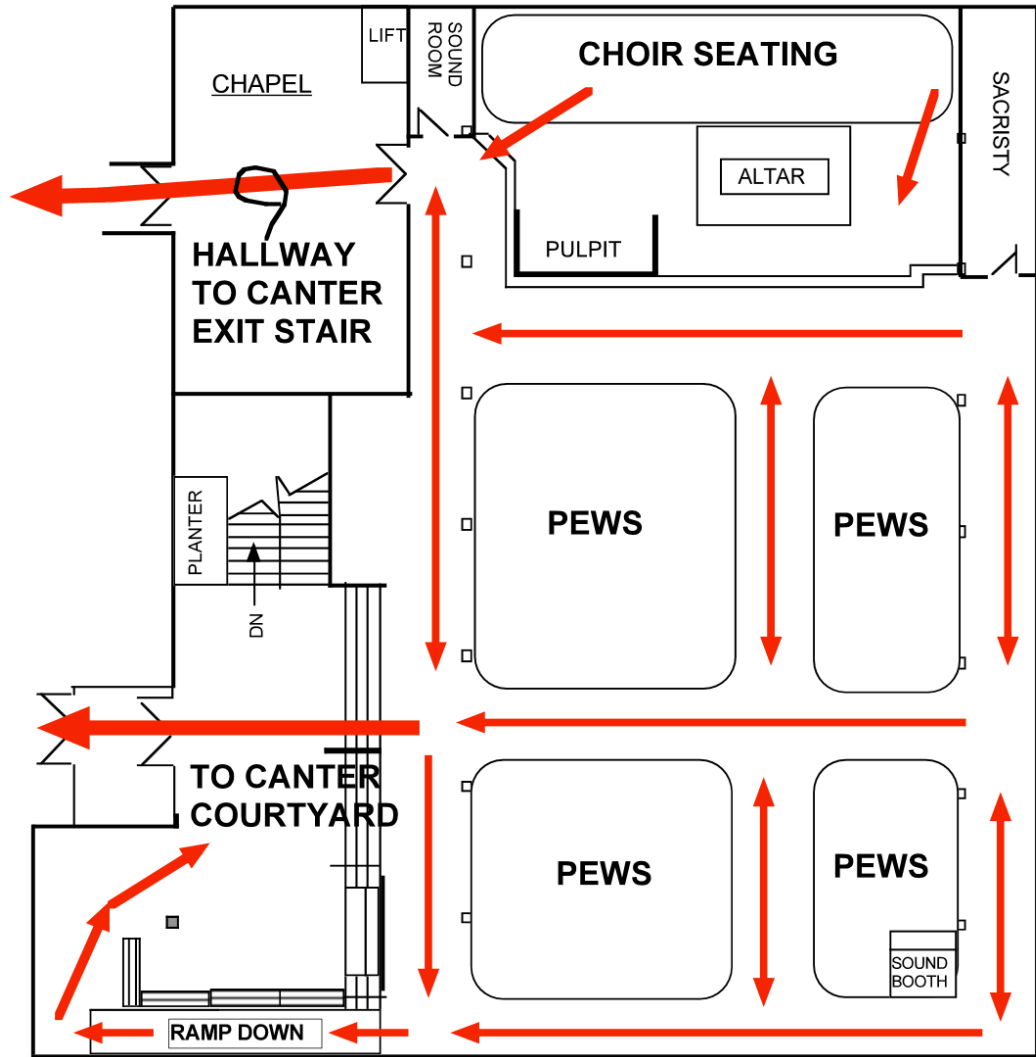 LIFT
SOUND
ROOM
CHOIR SEATING
CHAPEL
SACRISTY
ALTAR
PULPIT
HALLWAY
TO CANTER
EXIT STAIR
PLANTER
DN
PEWS
PEWS
TO CANTER
COURTYARD
PEWS
PEWS
SOUND
BOOTH
RAMP DOWN